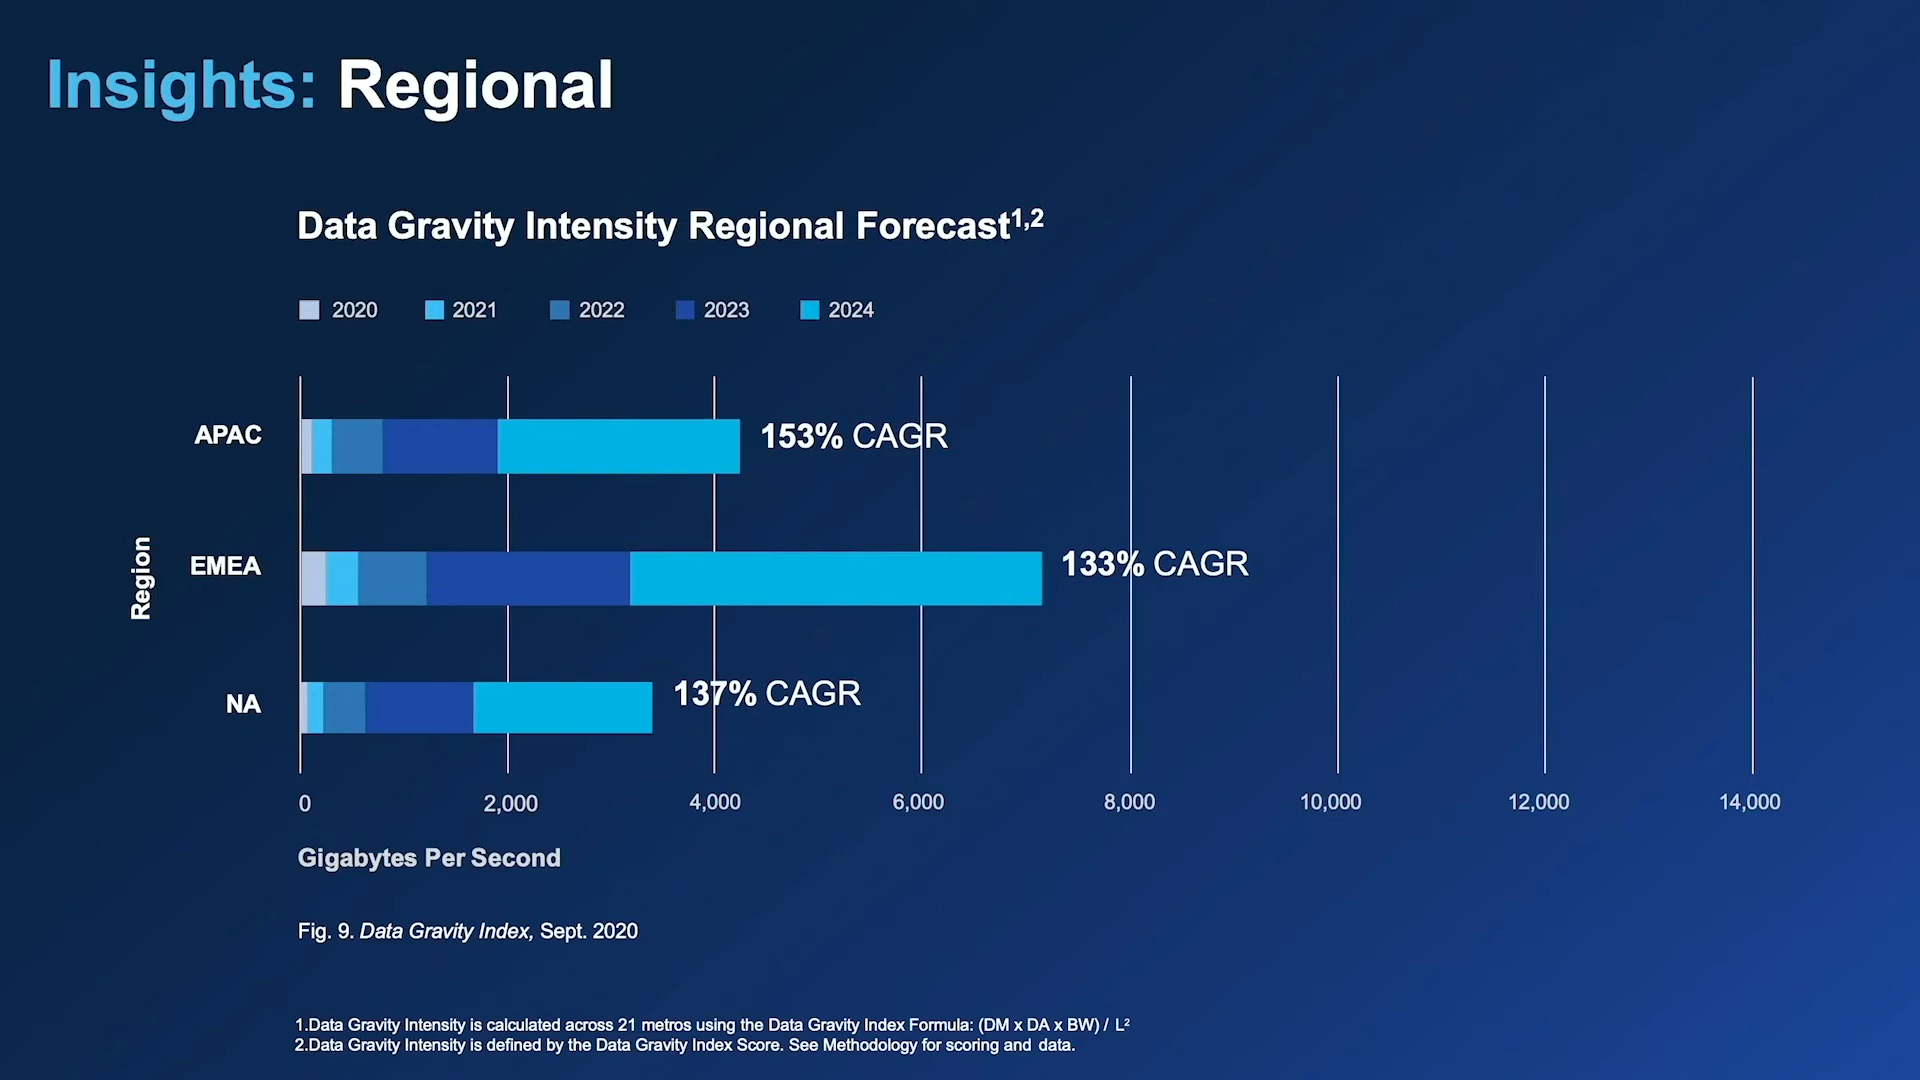 Insights: Regional
Data Gravity Intensity Regional Forecast¹,²
2020 2021 2022 2023 2024
Region
APAC
153% CAGR
EMEA
133% CAGR
NA
137% CAGR
0 2,000 4,000 6,000 8,000 10,000 12,000 14,000
Gigabytes Per Second
Fig. 9. Data Gravity Index, Sept. 2020
1.Data Gravity Intensity is calculated across 21 metros using the Data Gravity Index Formula: (DM x DA x BW) / L²
2.Data Gravity Intensity is defined by the Data Gravity Index Score. See Methodology for scoring and data.